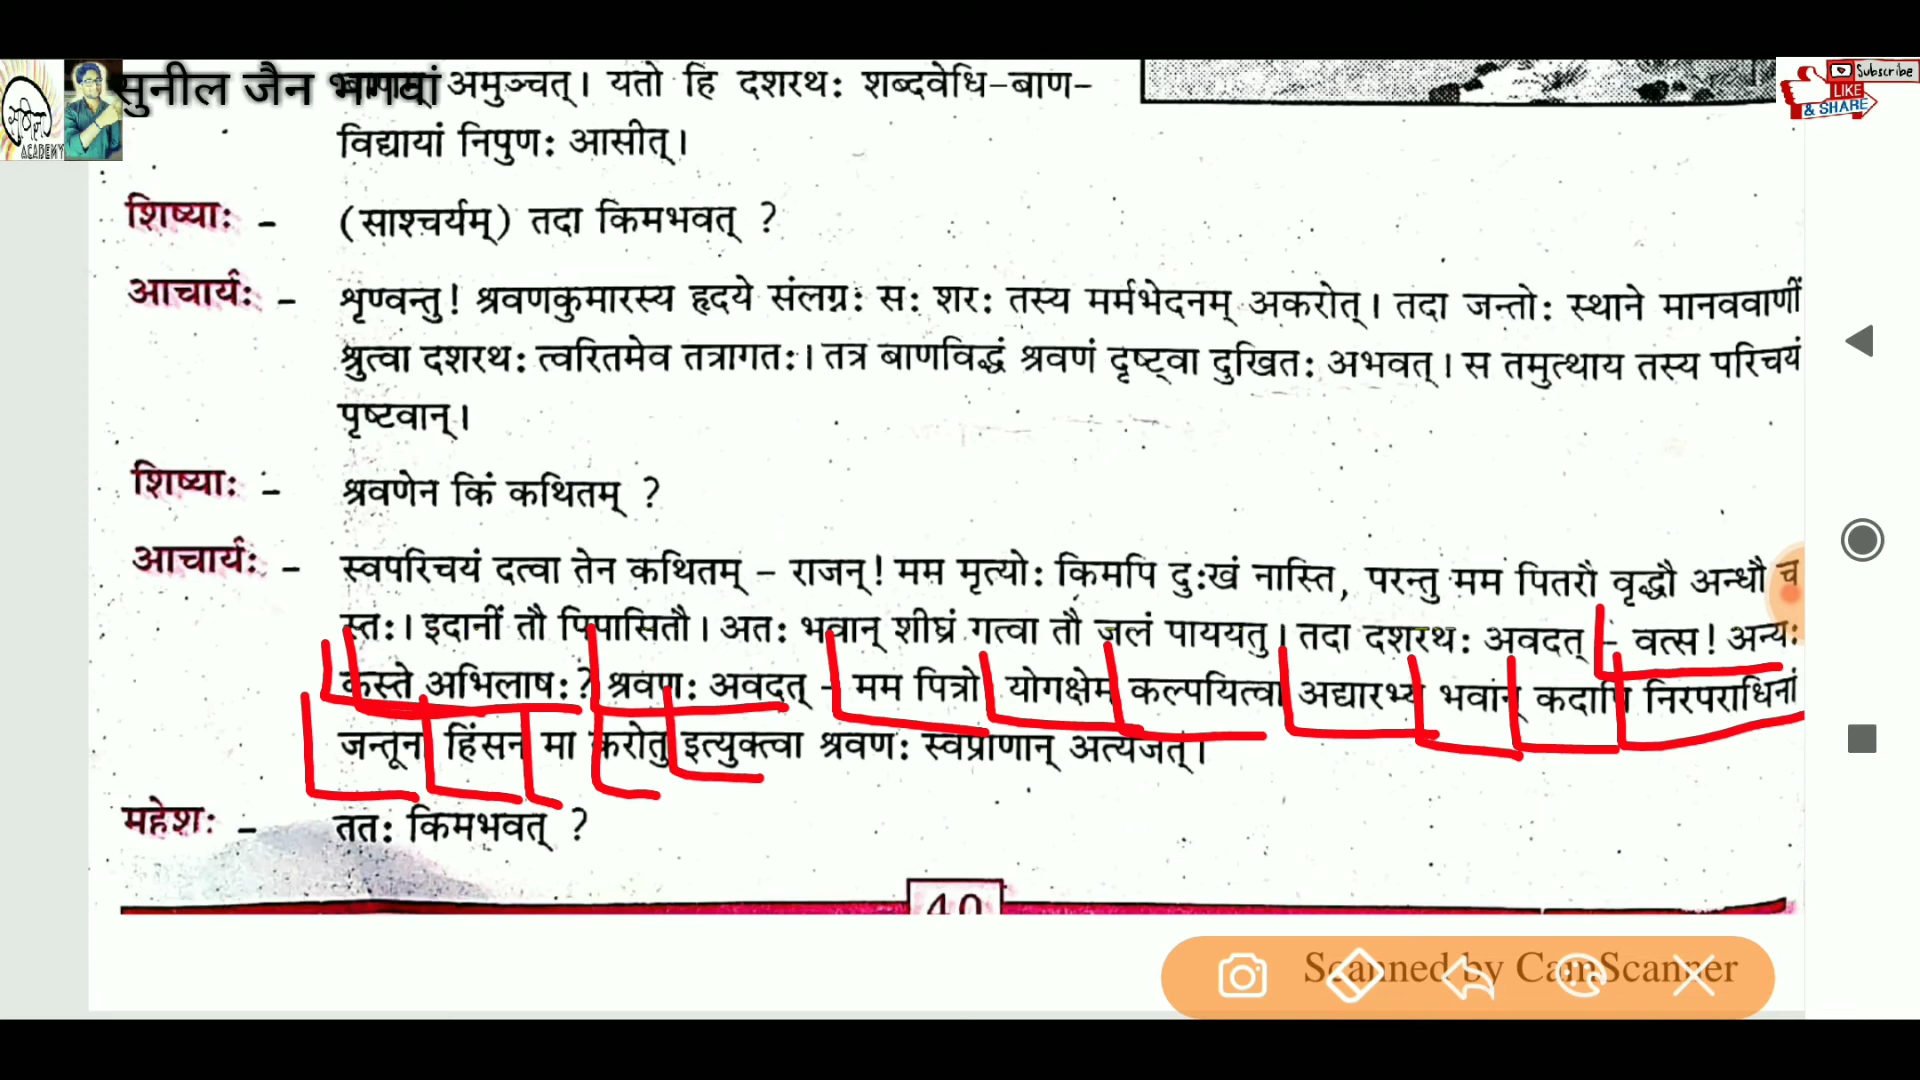 सुनील जैन भगवां
अमुञ्चत्। यतो हि दशरथः शब्दवेधि-बाण-
विद्यायां निपुणः आसीत्।
शिष्याः - (साश्चर्यम्) तदा किमभवत् ?
आचार्यः - शृण्वन्तु! श्रवणकुमारस्य हृदये संलग्नः सः शरः तस्य मर्मभेदनम् अकरोत्। तदा जन्तोः स्थाने मानववाणीं
श्रुत्वा दशरथः त्वरितमेव तत्रागतः। तत्र बाणविद्धं श्रवणं दृष्ट्वा दुखितः अभवत्। स तमुत्थाय तस्य परिचयं
पृष्टवान्।
शिष्याः - श्रवणेन किं कथितम् ?
आचार्यः - स्वपरिचयं दत्वा तेन कथितम् - राजन्! मम मृत्योः किमपि दुःखं नास्ति, परन्तु मम पितरौ वृद्धौ अन्धौ च
स्तः। इदानीं तौ पिपासितौ। अतः भवान् शीघ्रं गत्वा तौ जलं पाययतु। तदा दशरथः अवदत् - वत्स! अन्यः
कस्ते अभिलाषः? श्रवणः अवदत् - मम पित्रो योगक्षेम कल्पयित्वा अद्यारभ्य भवान् कदापि निरपराधिनां
जन्तून हिंसन मा करोतु इत्युक्त्वा श्रवणः स्वप्राणान् अत्यजत्।
महेशः - ततः किमभवत् ?
40
Scanned by CamScanner
ACADEMY
Subscribe
LIKE
& SHARE